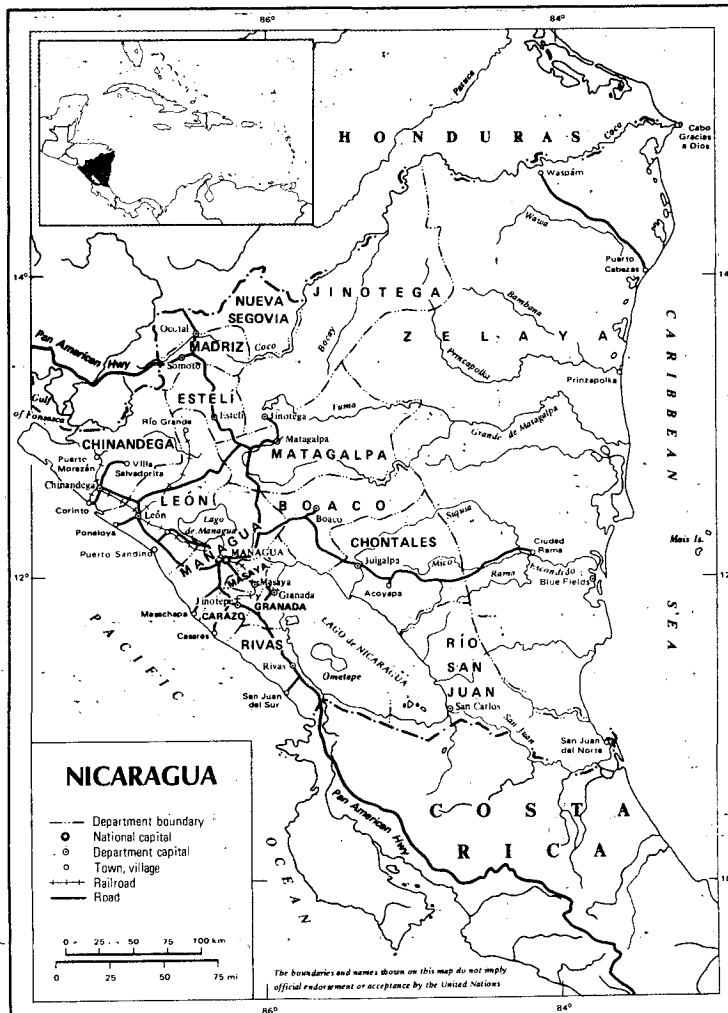 86°
84°
Patuca
HONDURAS
Coco
Cabo
Gracias
a Dios
Waspám
Wawa
Puerto
Cabezas
14°
14
NUEVA
SEGOVIA
JINOTEGA
Bambana
Ocotal
MADRIZ
Coco
Bocay
ZELAYA
Pan American Hwy
Somoto
Prinzapolka
Prinzapolka
ESTELÍ
Gulf
of Fonseca
Río Grande
Estelí
Jinotega
Tuma
Matagalpa
Grande de Matagalpa
CHINANDEGA
Puerto
Morazán
Villa
Salvadorita
MATAGALPA
Chinandega
LEÓN
BOACO
Siquia
Corinto
León
Lago
de Managua
Boaco
CHONTALES
Ciudad
Rama
Poneloya
MANAGUA
MANAGUA
Juigalpa
Mico
Rama
Escondido
Mais Is.
Puerto Sandino
12°
12°
MASAYA
Masaya
Acoyapa
Blue Fields
Jinotepe
Granada
Masachapa
CARAZO
GRANADA
Casares
RIVAS
LAGO de NICARAGUA
RÍO
SAN
JUAN
Rivas
Ometepe
San Juan
del Sur
San Carlos
San Juan
San Juan
del Norte
CARIBBEAN SEA
PACIFIC
OCEAN
COSTA
RICA
Pan American Hwy
NICARAGUA
Department boundary
National capital
Department capital
Town, village
Railroad
Road
0 25 50 75 100 km
0 25 50 75 mi
The boundaries and names shown on this map do not imply
official endorsement or acceptance by the United Nations
86°
84°